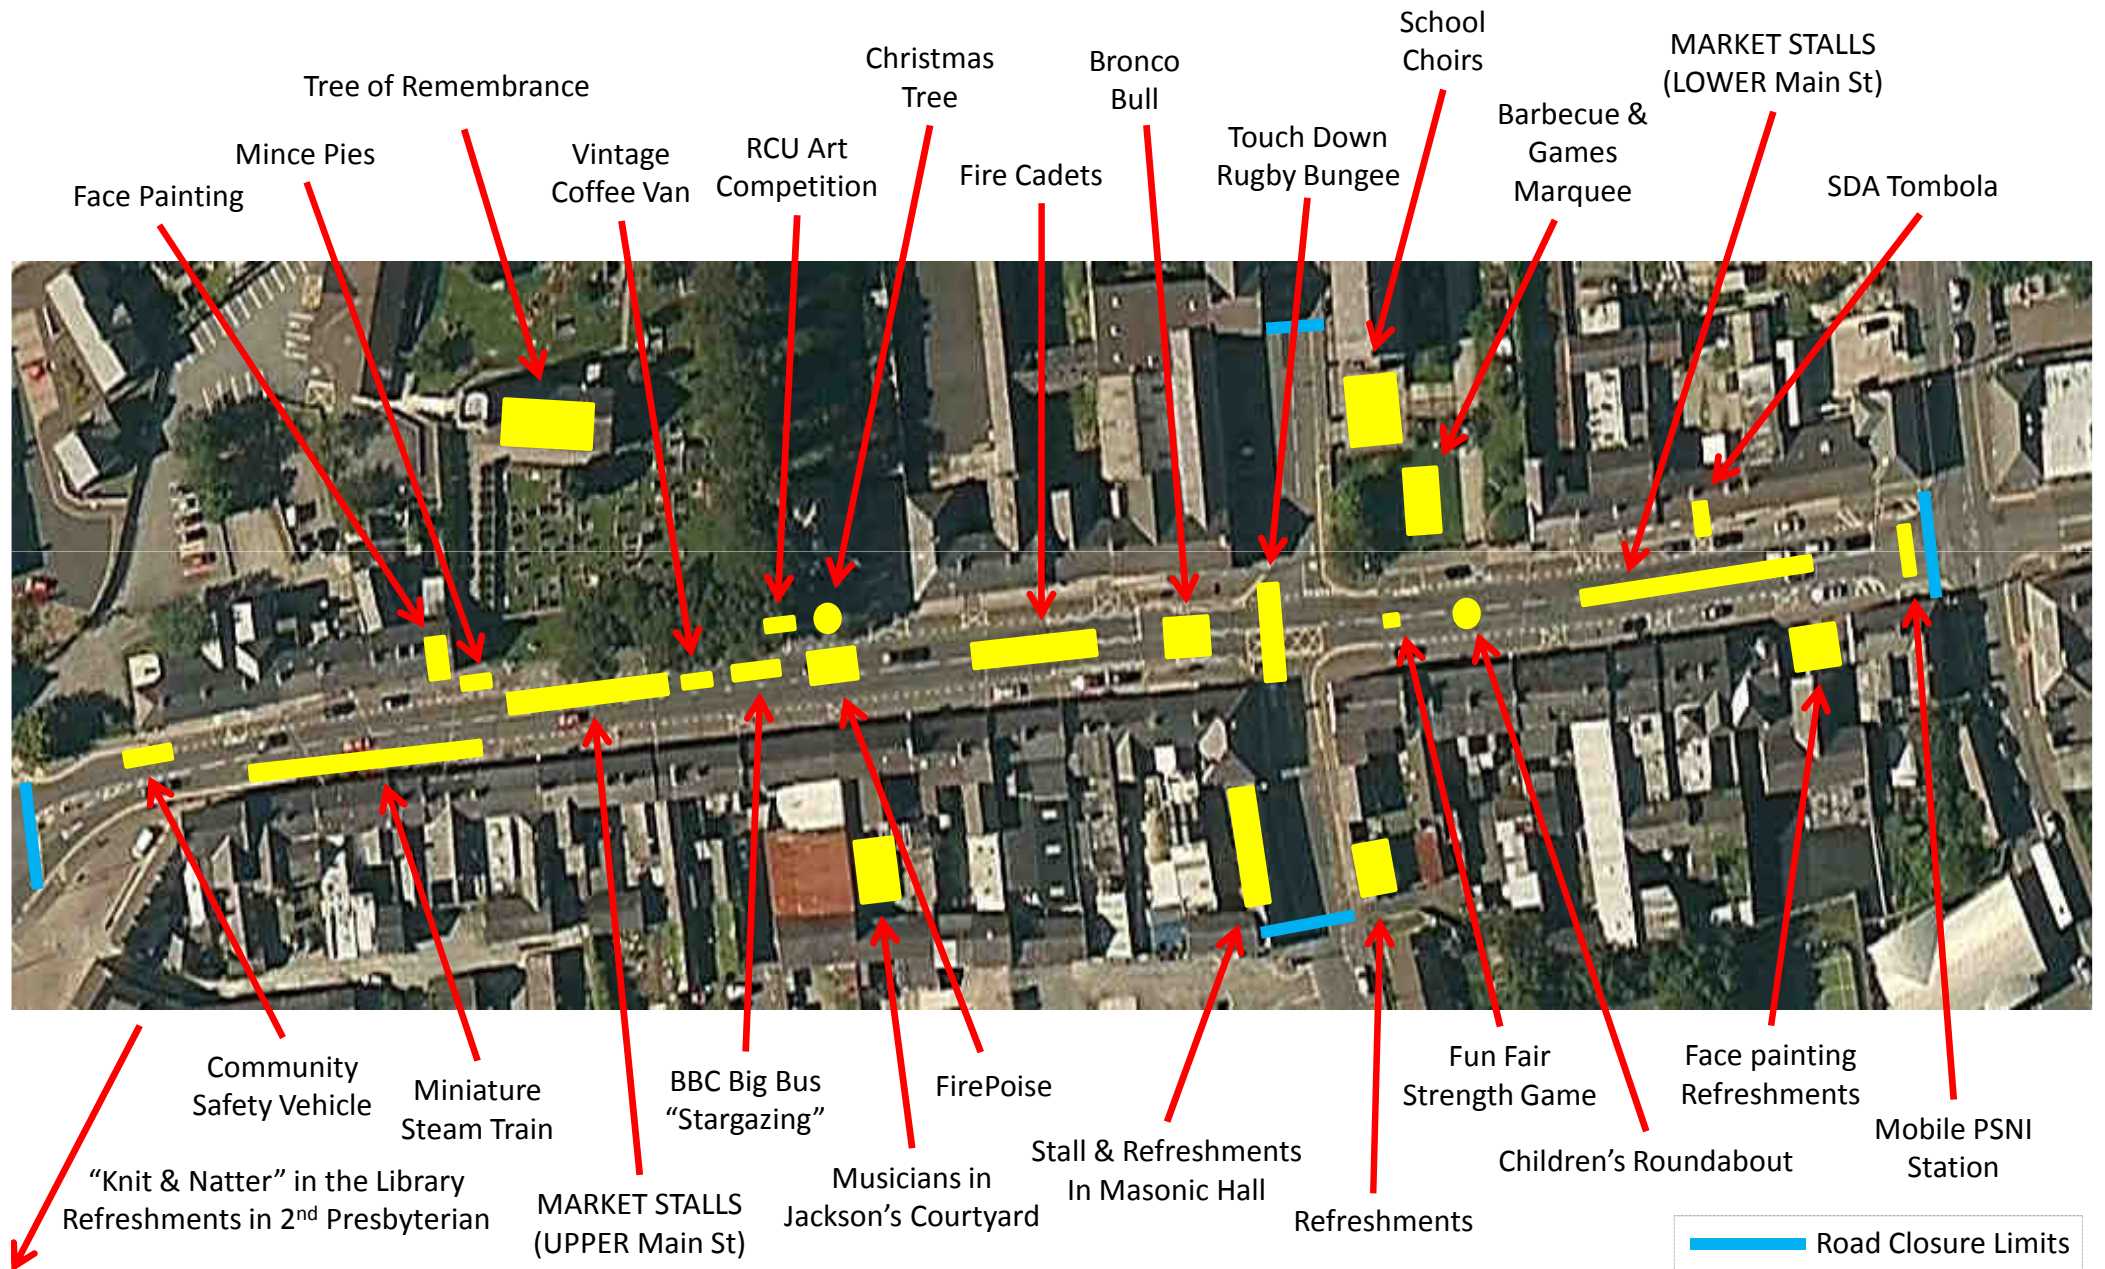 School
Choirs
MARKET STALLS
(LOWER Main St)
Christmas
Tree
Bronco
Bull
Tree of Remembrance
Barbecue &
Games
Marquee
Touch Down
Rugby Bungee
Mince Pies
Vintage
Coffee Van
RCU Art
Competition
Fire Cadets
SDA Tombola
Face Painting
Community
Safety Vehicle
Miniature
Steam Train
BBC Big Bus
“Stargazing”
FirePoise
Fun Fair
Strength Game
Face painting
Refreshments
Mobile PSNI
Station
“Knit & Natter” in the Library
Refreshments in 2nd Presbyterian
MARKET STALLS
(UPPER Main St)
Musicians in
Jackson’s Courtyard
Stall & Refreshments
In Masonic Hall
Refreshments
Children’s Roundabout
Road Closure Limits